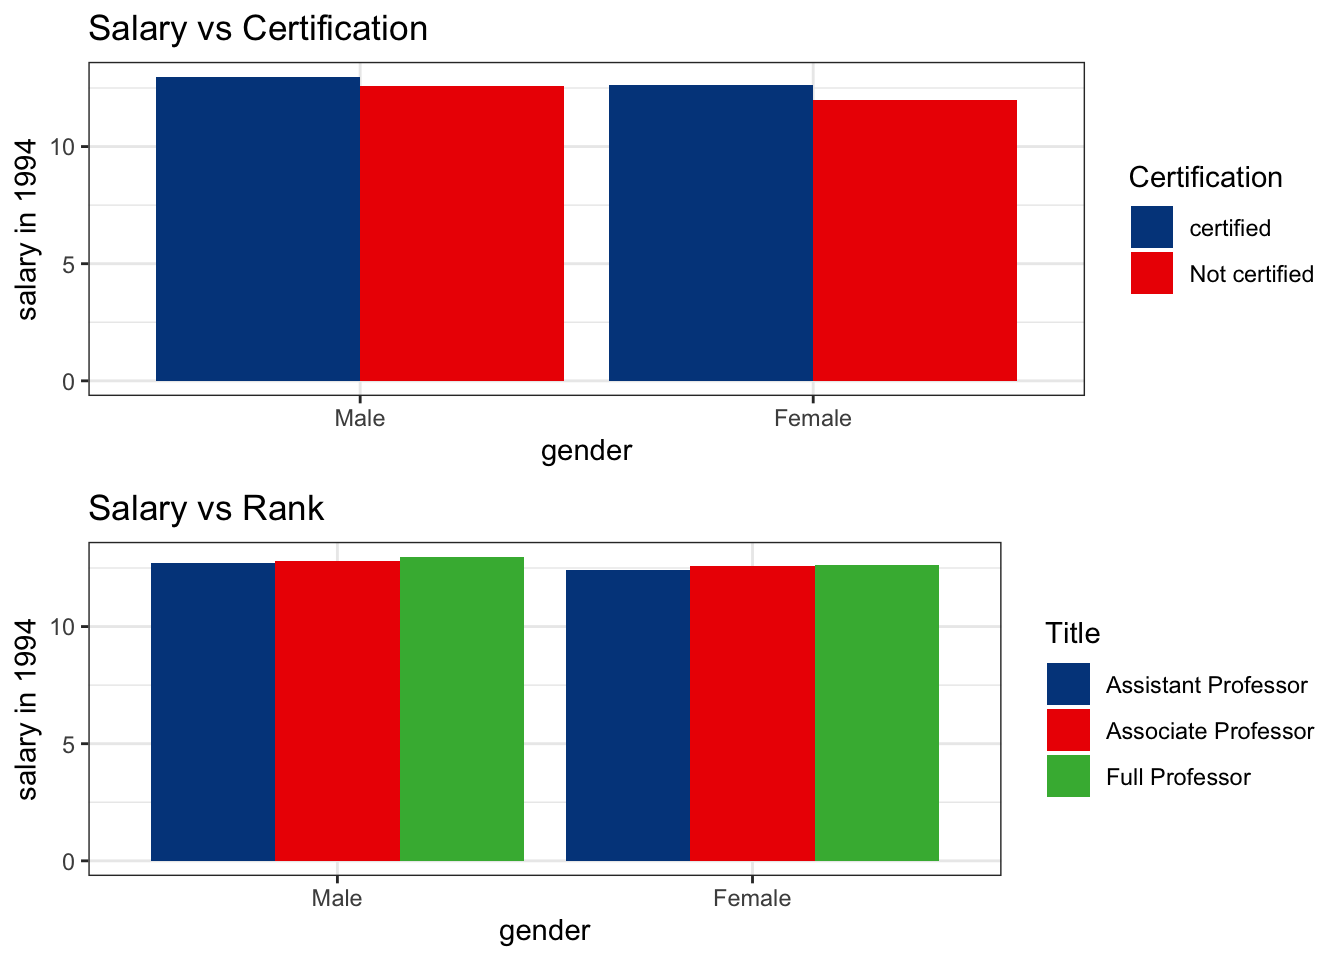 Salary vs Certification
salary in 1994
10
5
0
Male Female
gender
Certification
certified
Not certified
Salary vs Rank
salary in 1994
10
5
0
Male Female
gender
Title
Assistant Professor
Associate Professor
Full Professor